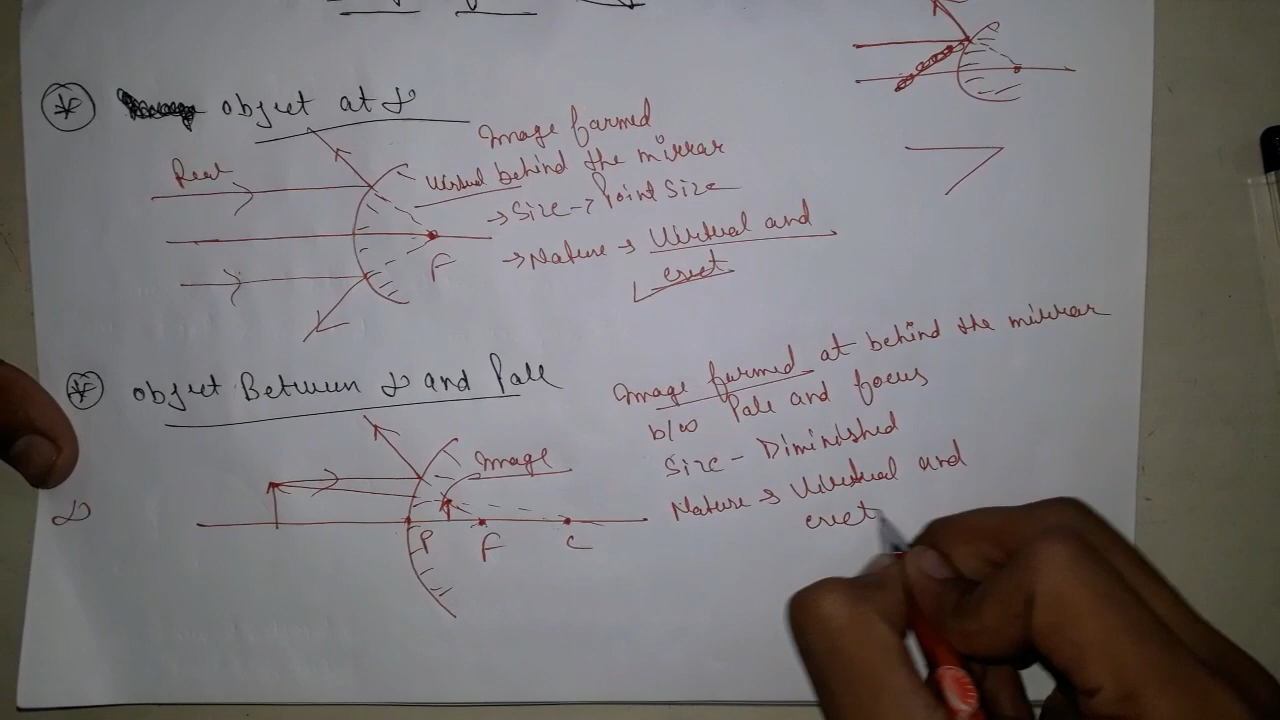 object at ∞
Real
Image formed
virtual behind the mirror
→ Size → Point Size
→ Nature → Virtual and
erect
F
object Between ∞ and Pole
Image
P
F
C
∞
Image formed at behind the mirror
b/w Pole and focus
Size - Diminished
Nature → Virtual and
erect